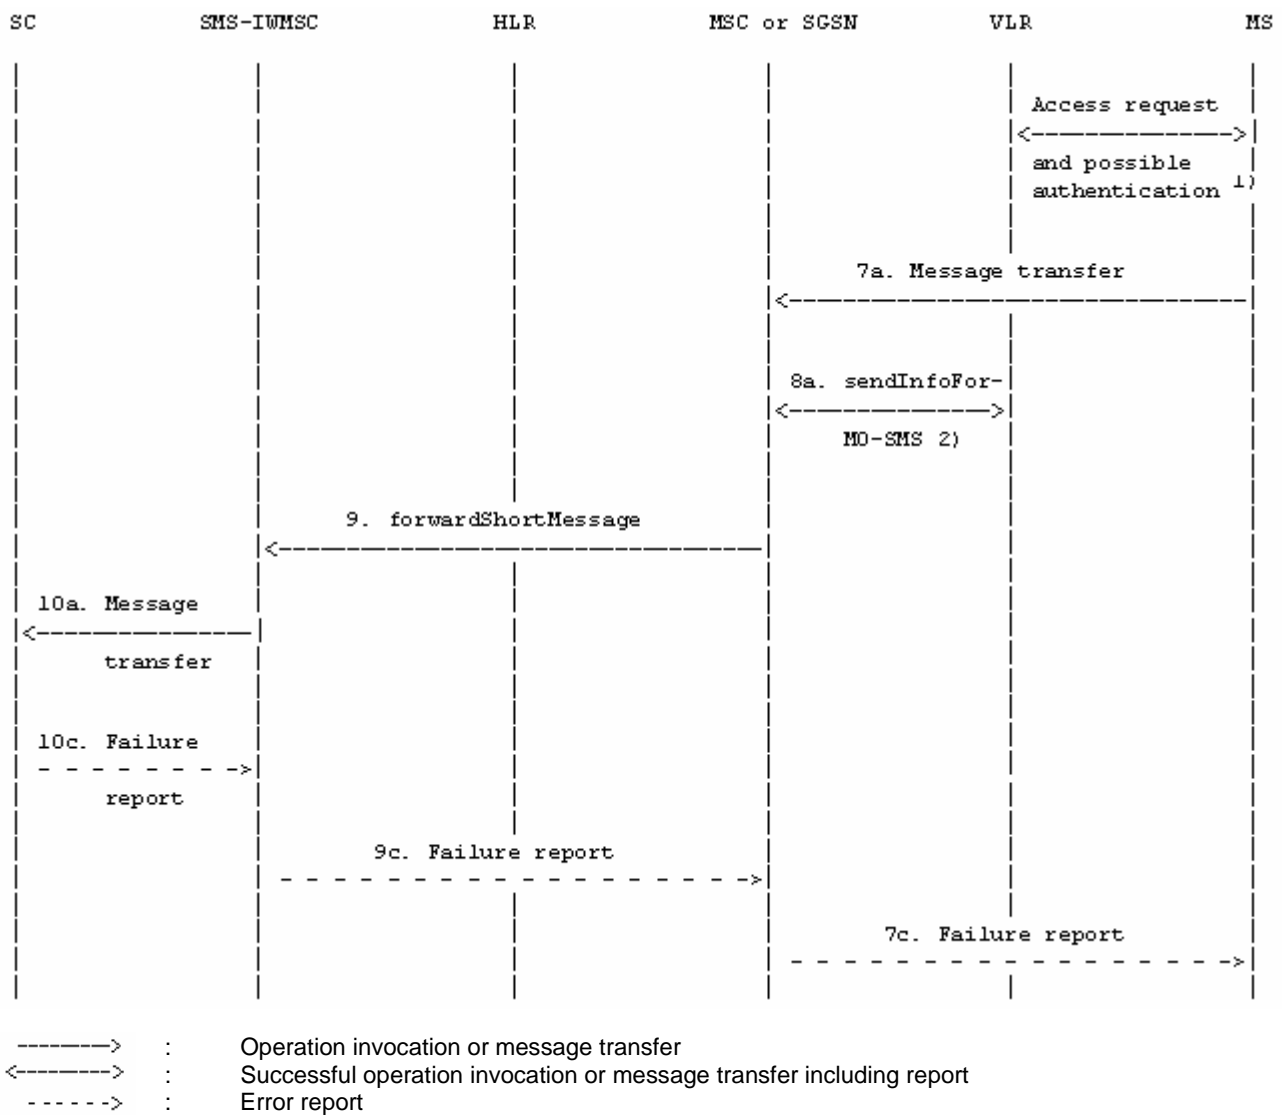 SC SMS-IWMSC HLR MSC or SGSN VLR MS
Access request
and possible
authentication 1)
7a. Message transfer
8a. sendInfoFor-
MO-SMS 2)
9. forwardShortMessage
10a. Message
transfer
10c. Failure
report
9c. Failure report
7c. Failure report
: Operation invocation or message transfer
: Successful operation invocation or message transfer including report
: Error report